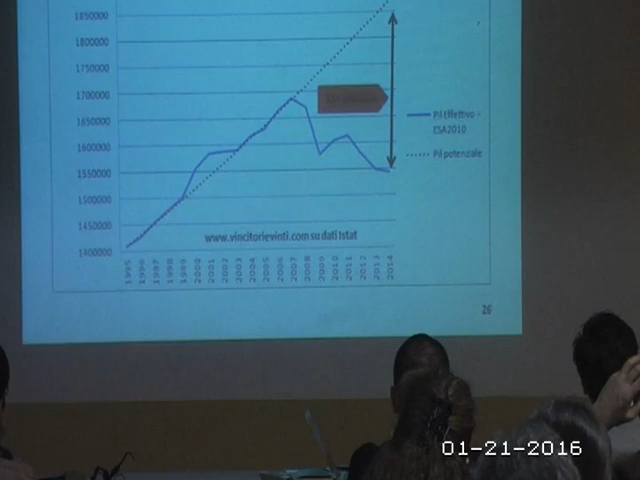 1850000
1800000
1750000
1700000
1650000
1600000
1550000
1500000
1450000
1400000
Pil Effettivo -
ESA2010
Pil potenziale
www.vincitorievinti.com su dati Istat
1995 1996 1997 1998 1999 2000 2001 2002 2003 2004 2005 2006 2007 2008 2009 2010 2011 2012 2013 2014
26
01-21-2016